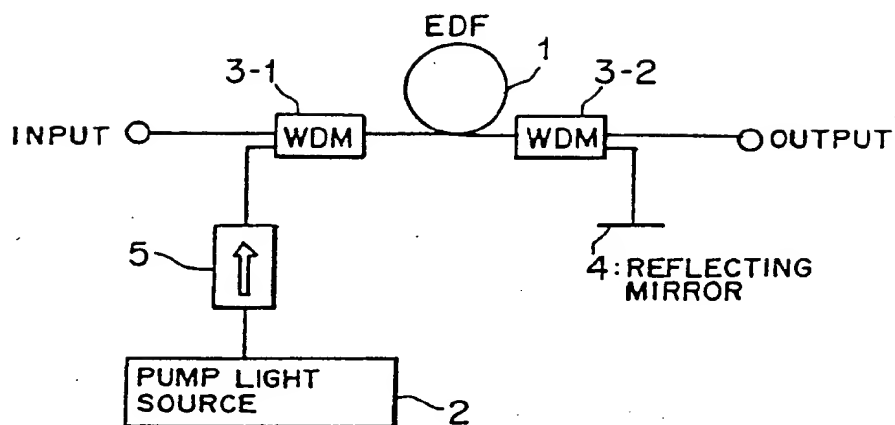 EDF
1
3-1
3-2
INPUT
WDM
WDM
OUTPUT
5
4: REFLECTING
MIRROR
PUMP LIGHT
SOURCE
2